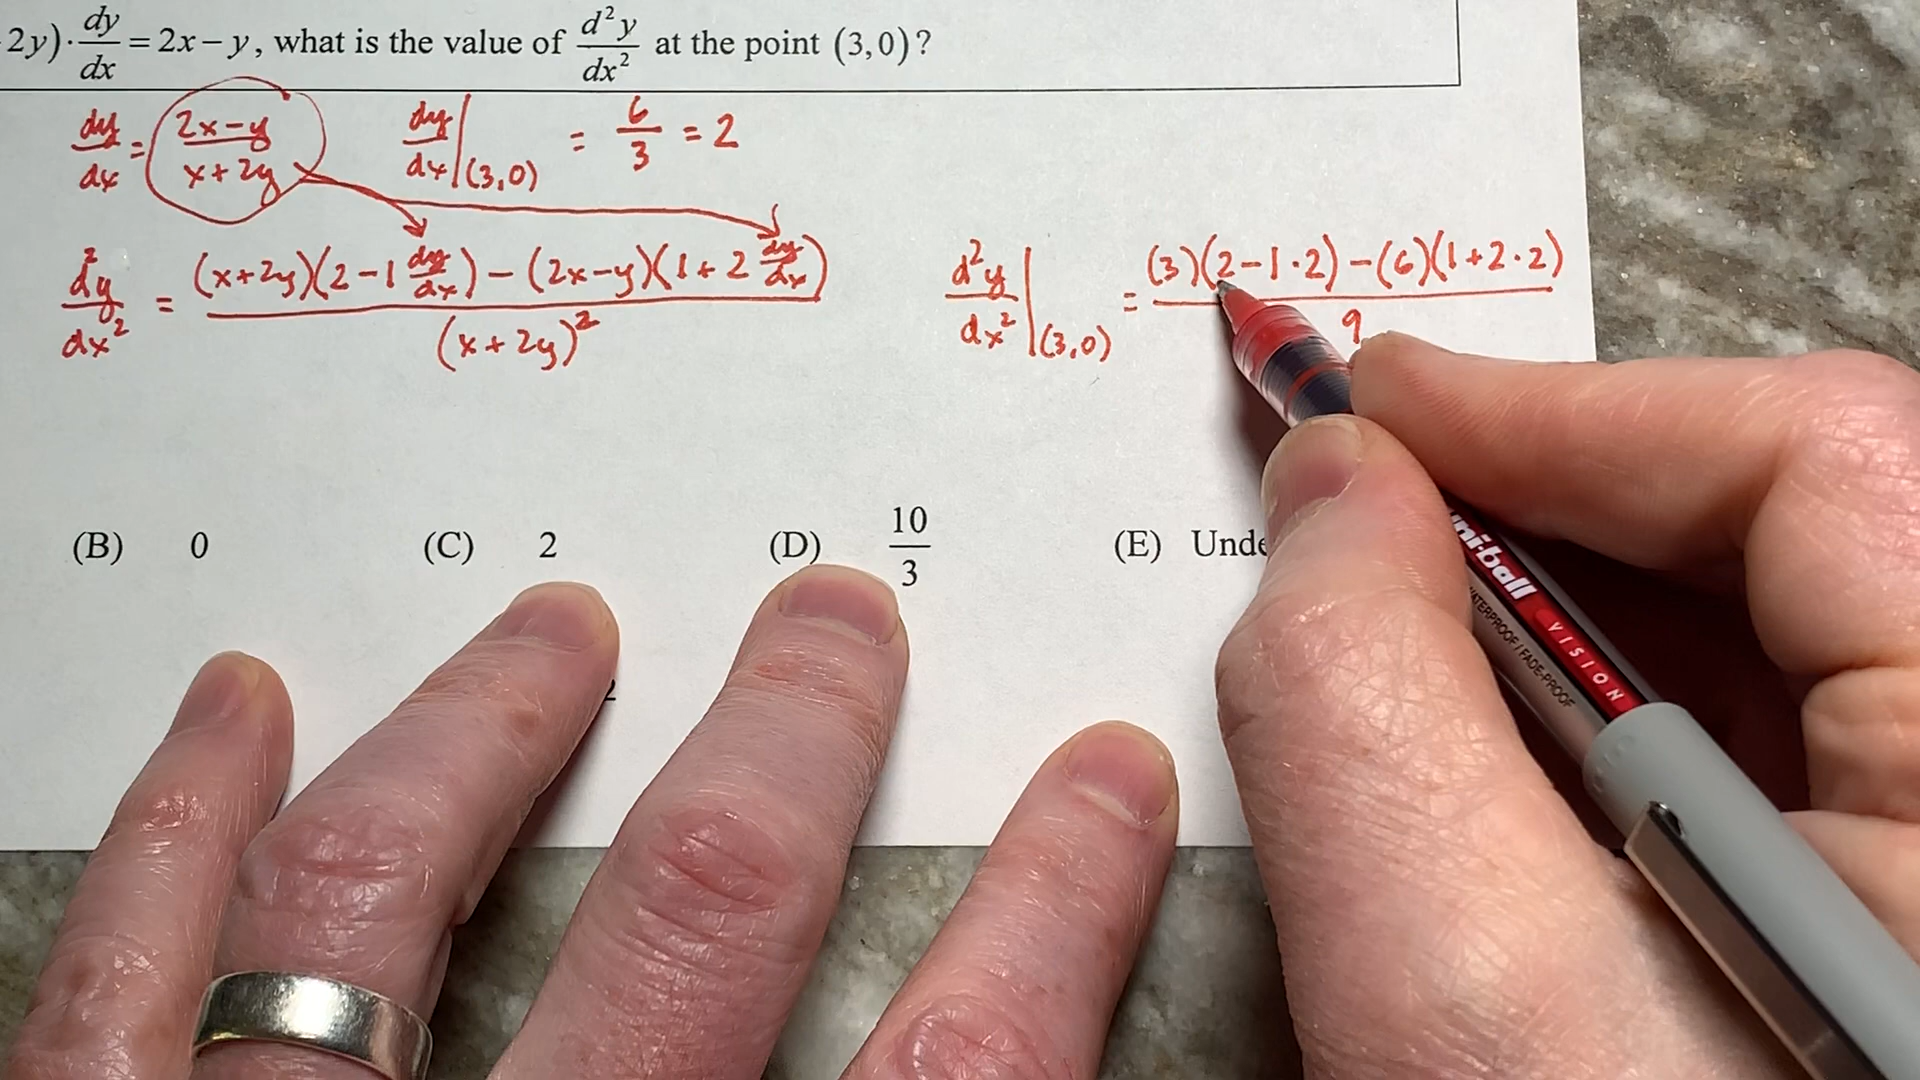 2y)·dy/dx = 2x − y, what is the value of d²y/dx² at the point (3, 0)?
dy/dx = (2x−y)/(x+2y)   dy/dx|(3,0) = 6/3 = 2
d²y/dx² = ((x+2y)(2−1 dy/dx) − (2x−y)(1+2 dy/dx))/(x+2y)²   d²y/dx²|(3,0) = ((3)(2−1·2) − (6)(1+2·2))/9
(B) 0 (C) 2 (D) 10/3 (E) Unde
2
uni-ball VISION
WATERPROOF / FADE-PROOF